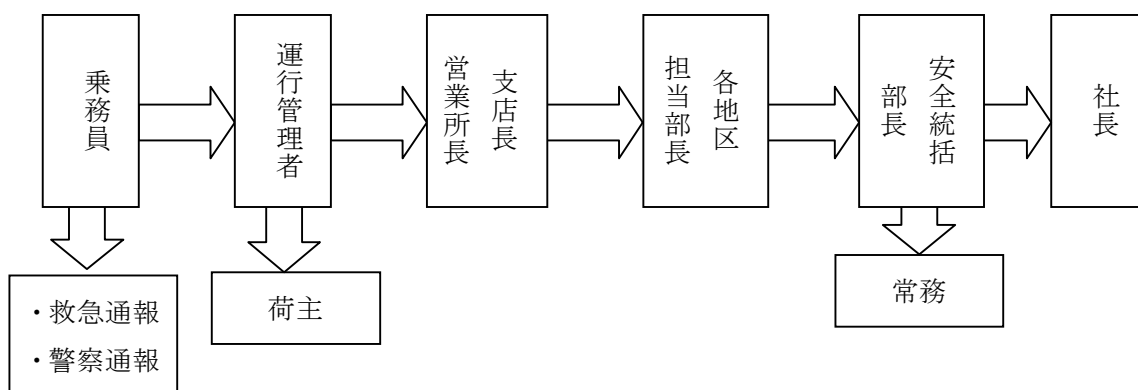 乗務員
運行管理者
支店長
営業所長
各地区
担当部長
安全統括
部長
社長
・救急通報
・警察通報
荷主
常務